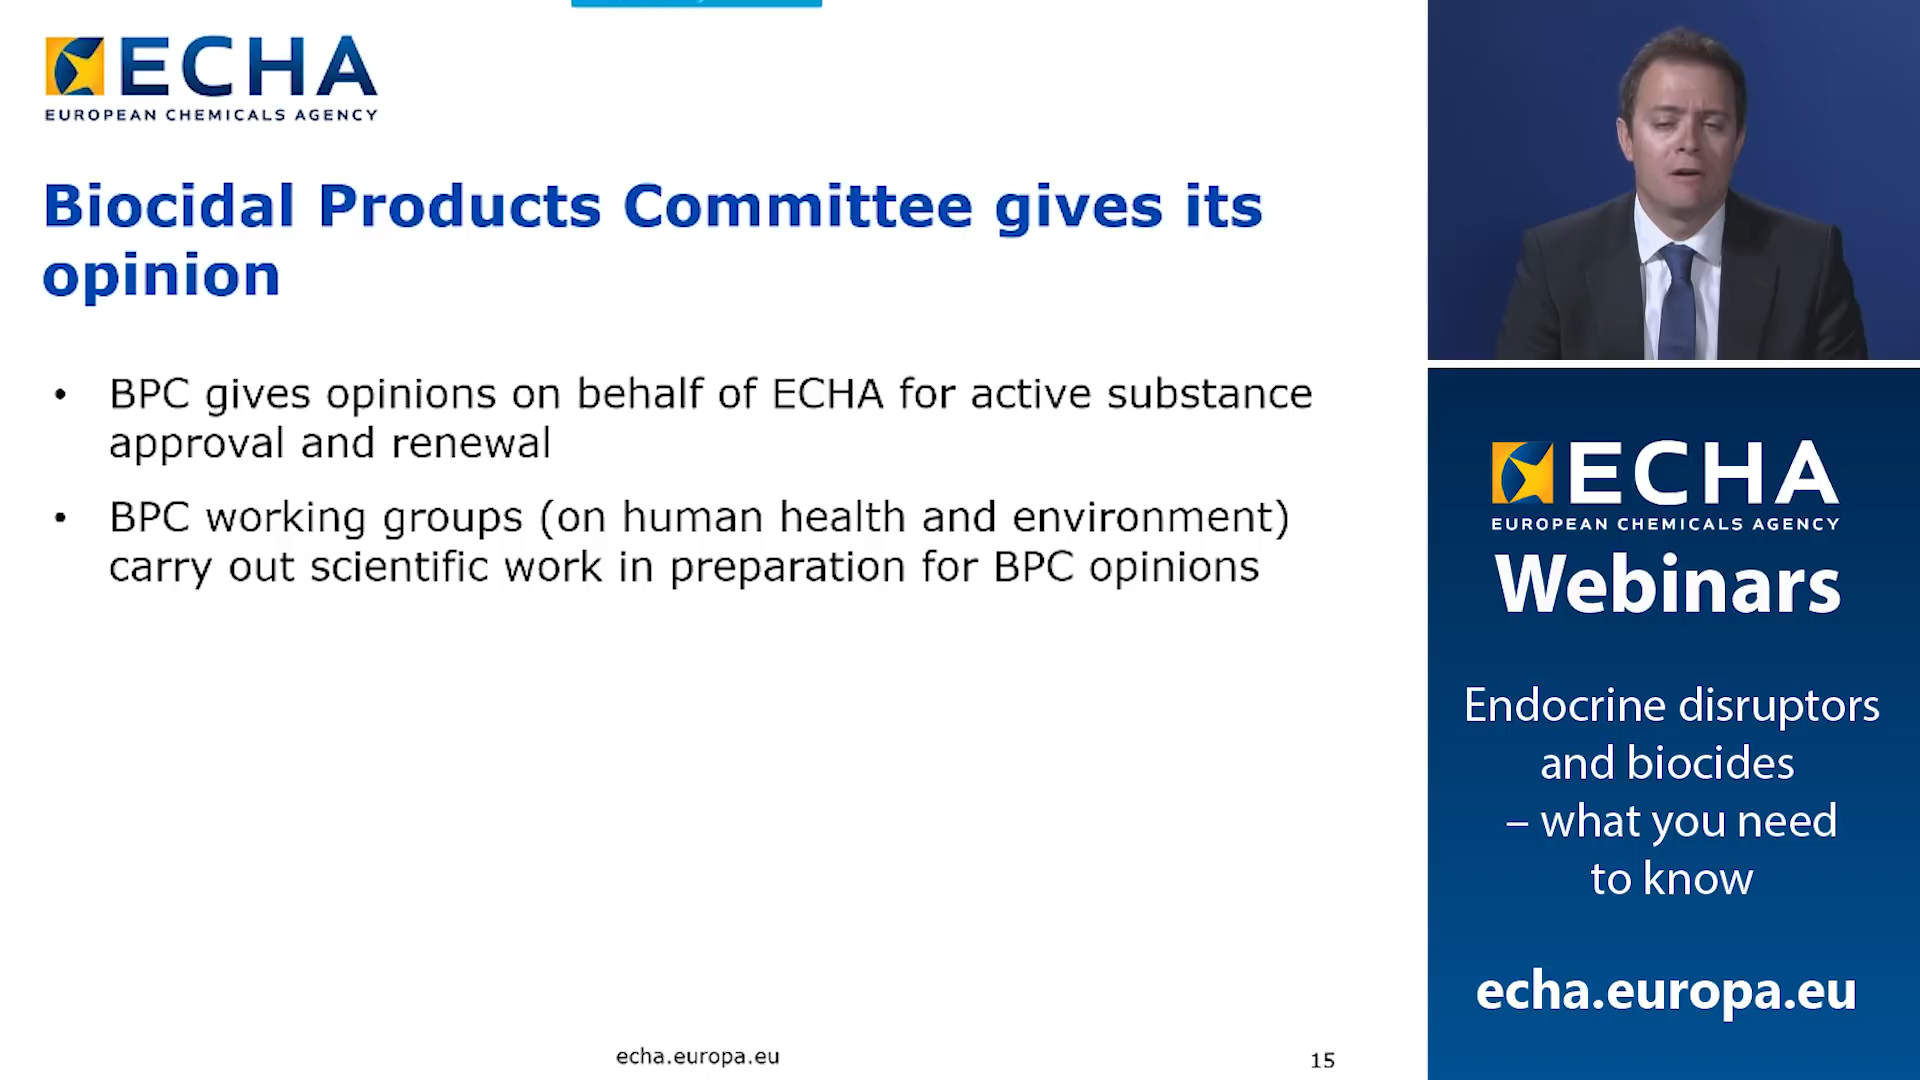 ECHA
EUROPEAN CHEMICALS AGENCY
Biocidal Products Committee gives its
opinion
• BPC gives opinions on behalf of ECHA for active substance
approval and renewal
• BPC working groups (on human health and environment)
carry out scientific work in preparation for BPC opinions
echa.europa.eu
15
ECHA
EUROPEAN CHEMICALS AGENCY
Webinars
Endocrine disruptors
and biocides
– what you need
to know
echa.europa.eu